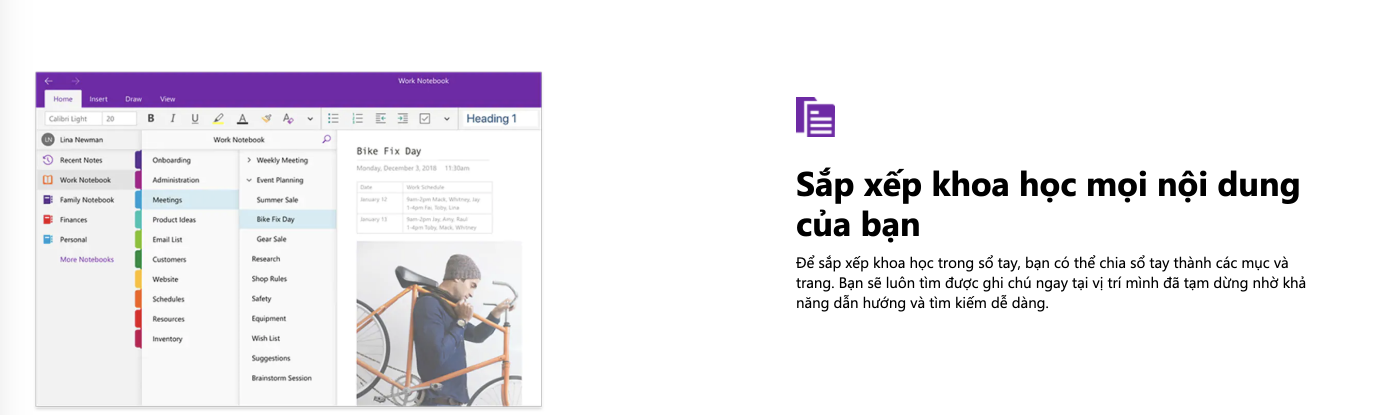 Work Notebook
Home Insert Draw View
Calibri Light 20 B I U A A Heading 1
LN Lina Newman
Recent Notes
Work Notebook
Family Notebook
Finances
Personal
More Notebooks
Work Notebook
Onboarding
Administration
Meetings
Product Ideas
Email List
Customers
Website
Schedules
Resources
Inventory
Weekly Meeting
Event Planning
Summer Sale
Bike Fix Day
Gear Sale
Research
Shop Rules
Safety
Equipment
Wish List
Suggestions
Brainstorm Session
Bike Fix Day
Monday, December 3, 2018 11:30am
Date Work Schedule
January 12 9am-2pm Mack, Whitney, Jay
1-4pm Fei, Toby, Lina
January 13 9am-2pm Jay, Amy, Raul
1-4pm Toby, Mack, Whitney
Sắp xếp khoa học mọi nội dung
của bạn
Để sắp xếp khoa học trong sổ tay, bạn có thể chia sổ tay thành các mục và
trang. Bạn sẽ luôn tìm được ghi chú ngay tại vị trí mình đã tạm dừng nhờ khả
năng dẫn hướng và tìm kiếm dễ dàng.